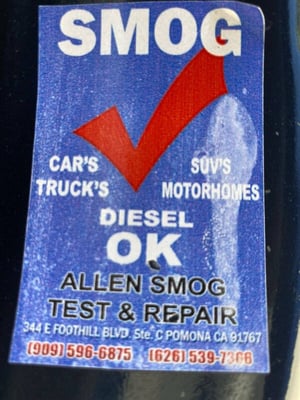 SMOG
CAR'S SUV'S
TRUCK'S MOTORHOMES
DIESEL
OK
ALLEN SMOG
TEST & REPAIR
344 E FOOTHILL BLVD. Ste. C POMONA CA 91767
(909) 596-6875 (626) 539-7366